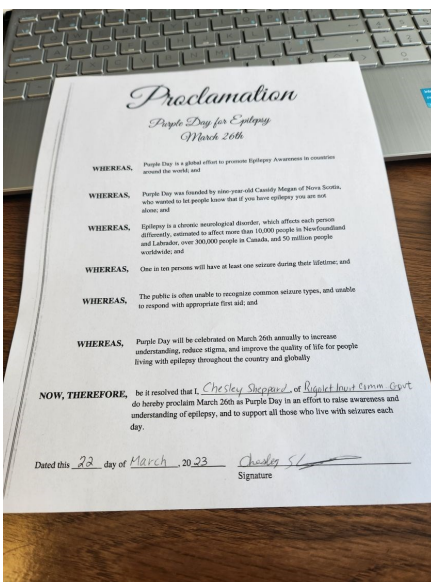 Proclamation
Purple Day for Epilepsy
March 26th
WHEREAS, Purple Day is a global effort to promote Epilepsy Awareness in countries
around the world; and
WHEREAS, Purple Day was founded by nine-year-old Cassidy Megan of Nova Scotia,
who wanted to let people know that if you have epilepsy you are not
alone; and
WHEREAS, Epilepsy is a chronic neurological disorder, which affects each person
differently, estimated to affect more than 10,000 people in Newfoundland
and Labrador, over 300,000 people in Canada, and 50 million people
worldwide; and
WHEREAS, One in ten persons will have at least one seizure during their lifetime; and
WHEREAS, The public is often unable to recognize common seizure types, and unable
to respond with appropriate first aid; and
WHEREAS, Purple Day will be celebrated on March 26th annually to increase
understanding, reduce stigma, and improve the quality of life for people
living with epilepsy throughout the country and globally
NOW, THEREFORE, be it resolved that I, Chesley Sheppard, of Rigolet Inuit Comm. Govt
do hereby proclaim March 26th as Purple Day in an effort to raise awareness and
understanding of epilepsy, and to support all those who live with seizures each
day.
Dated this 22 day of March, 2023 Chesley
Signature